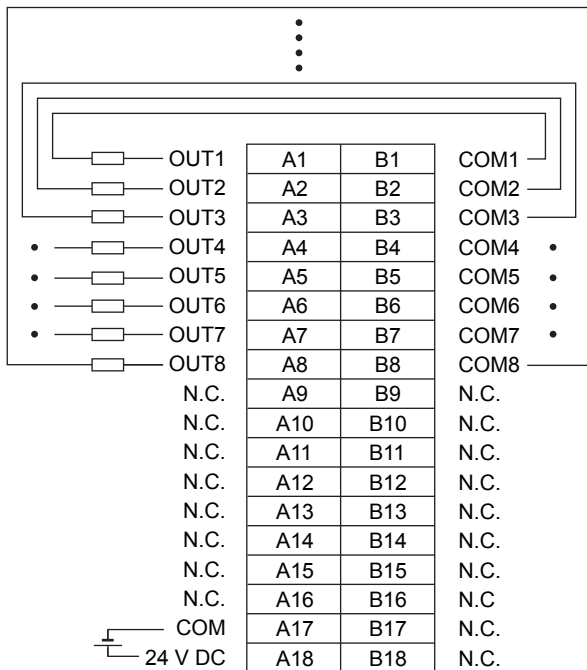 OUT1 A1 B1 COM1
OUT2 A2 B2 COM2
OUT3 A3 B3 COM3
OUT4 A4 B4 COM4
OUT5 A5 B5 COM5
OUT6 A6 B6 COM6
OUT7 A7 B7 COM7
OUT8 A8 B8 COM8
N.C. A9 B9 N.C.
N.C. A10 B10 N.C.
N.C. A11 B11 N.C.
N.C. A12 B12 N.C.
N.C. A13 B13 N.C.
N.C. A14 B14 N.C.
N.C. A15 B15 N.C.
N.C. A16 B16 N.C
COM A17 B17 N.C.
24 V DC A18 B18 N.C.